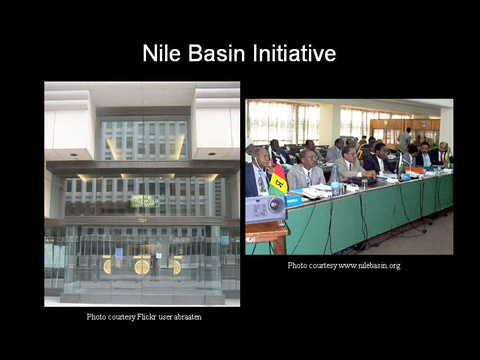 Nile Basin Initiative
Photo courtesy www.nilebasin.org
Photo courtesy Flickr user abraaten